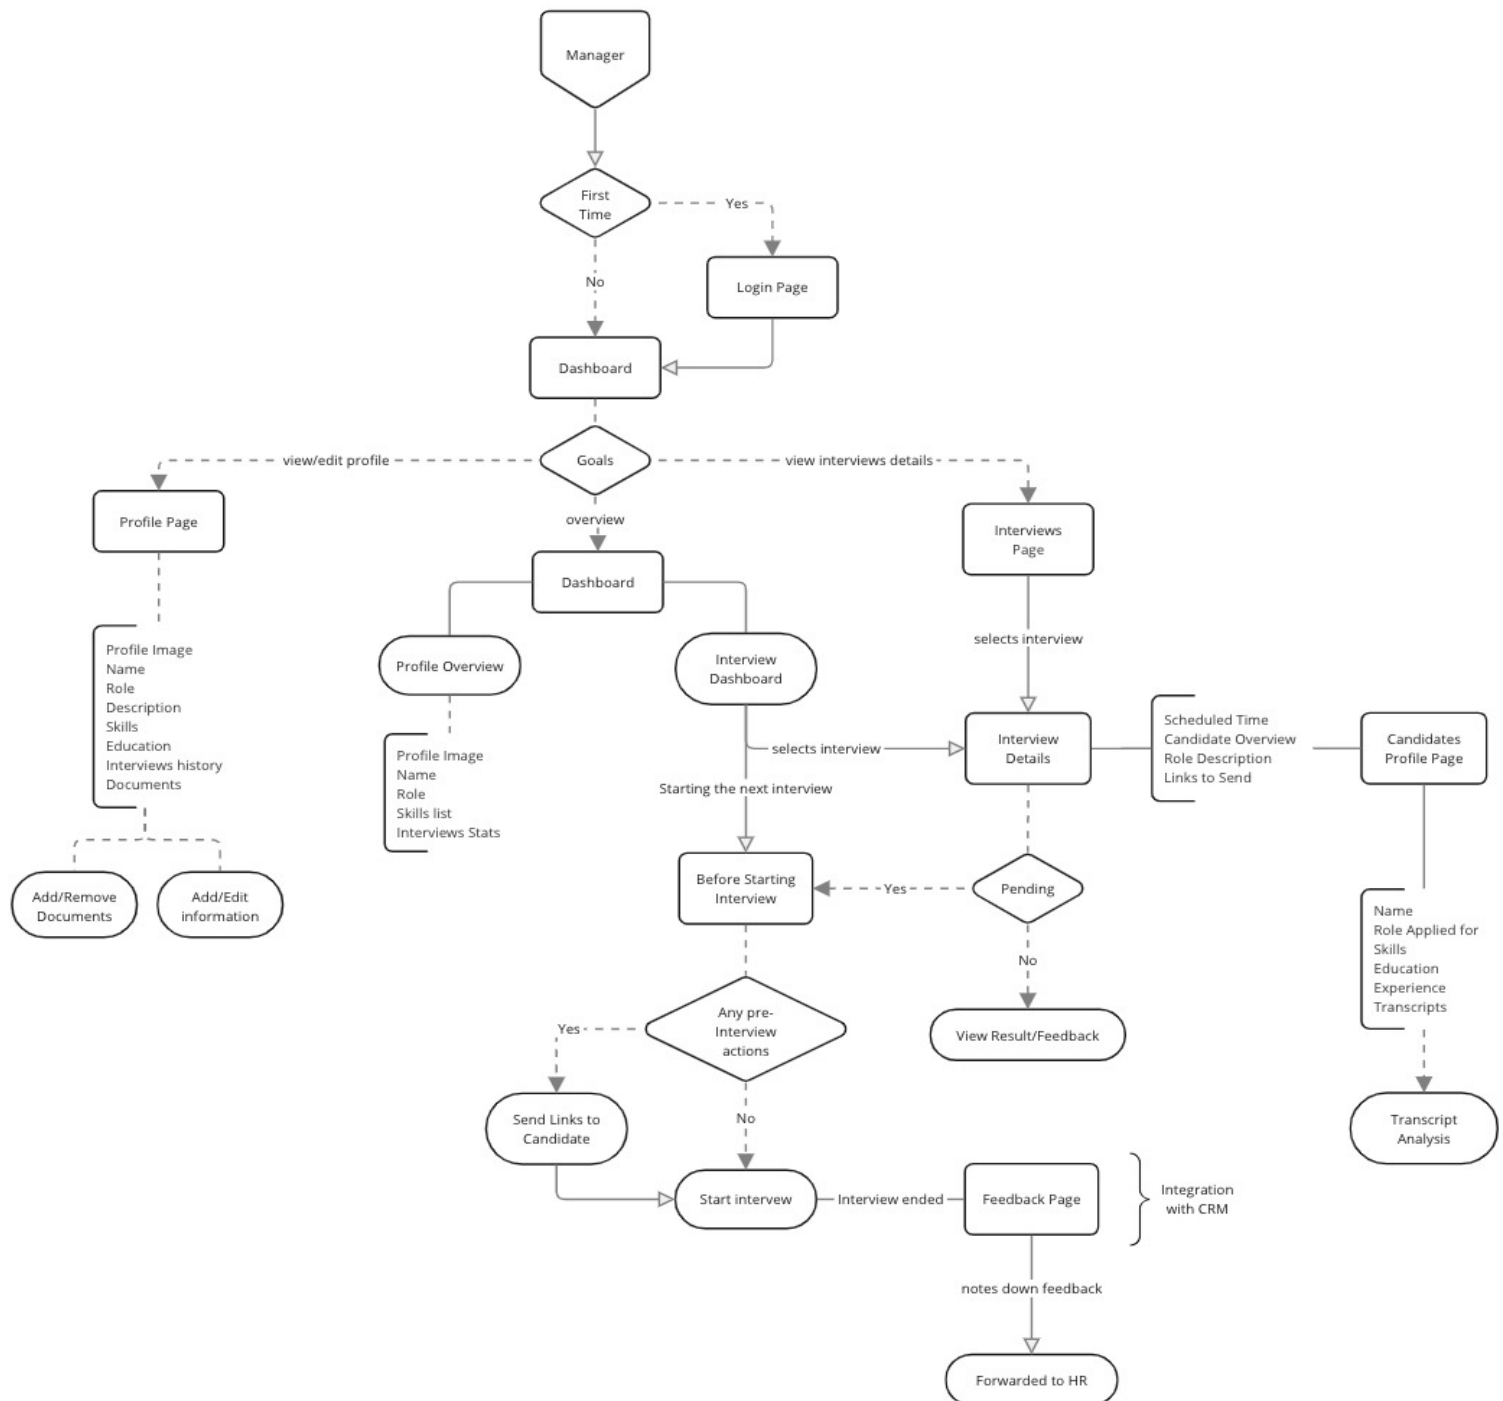 Manager
First
Time
Yes
No
Login Page
Dashboard
Goals
view/edit profile
view interviews details
overview
Profile Page
Interviews
Page
Dashboard
Profile Image
Name
Role
Description
Skills
Education
Interviews history
Documents
Add/Remove
Documents
Add/Edit
information
Profile Overview
Profile Image
Name
Role
Skills list
Interviews Stats
Interview
Dashboard
selects interview
selects interview
Starting the next interview
Interview
Details
Scheduled Time
Candidate Overview
Role Description
Links to Send
Candidates
Profile Page
Before Starting
Interview
Yes
Pending
No
View Result/Feedback
Name
Role Applied for
Skills
Education
Experience
Transcripts
Transcript
Analysis
Any pre-
Interview
actions
Yes
No
Send Links to
Candidate
Start intervew
Interview ended
Feedback Page
Integration
with CRM
notes down feedback
Forwarded to HR